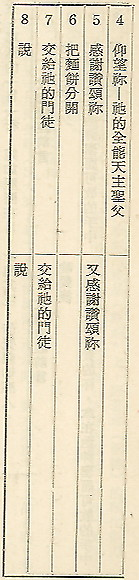 4 仰望祢—祂的全能天主聖父
5 感謝讚頌祢 又感謝讚頌祢
6 把麵餅分開
7 交給祂的門徒 交給祂的門徒
8 說 說